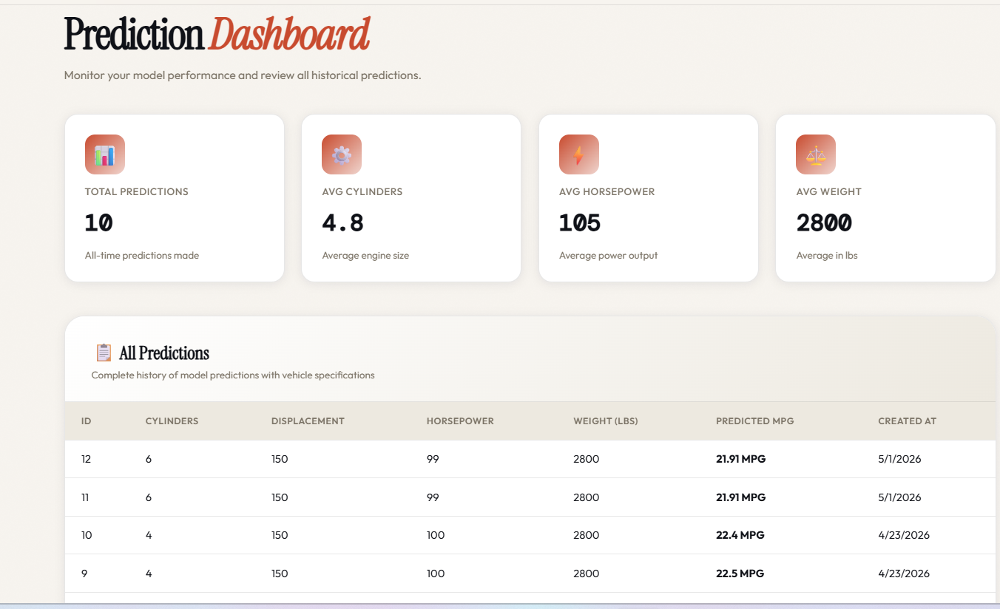 Prediction Dashboard
Monitor your model performance and review all historical predictions.
TOTAL PREDICTIONS
10
All-time predictions made
AVG CYLINDERS
4.8
Average engine size
AVG HORSEPOWER
105
Average power output
AVG WEIGHT
2800
Average in lbs
All Predictions
Complete history of model predictions with vehicle specifications
ID CYLINDERS DISPLACEMENT HORSEPOWER WEIGHT (LBS) PREDICTED MPG CREATED AT
12 6 150 99 2800 21.91 MPG 5/1/2026
11 6 150 99 2800 21.91 MPG 5/1/2026
10 4 150 100 2800 22.4 MPG 4/23/2026
9 4 150 100 2800 22.5 MPG 4/23/2026